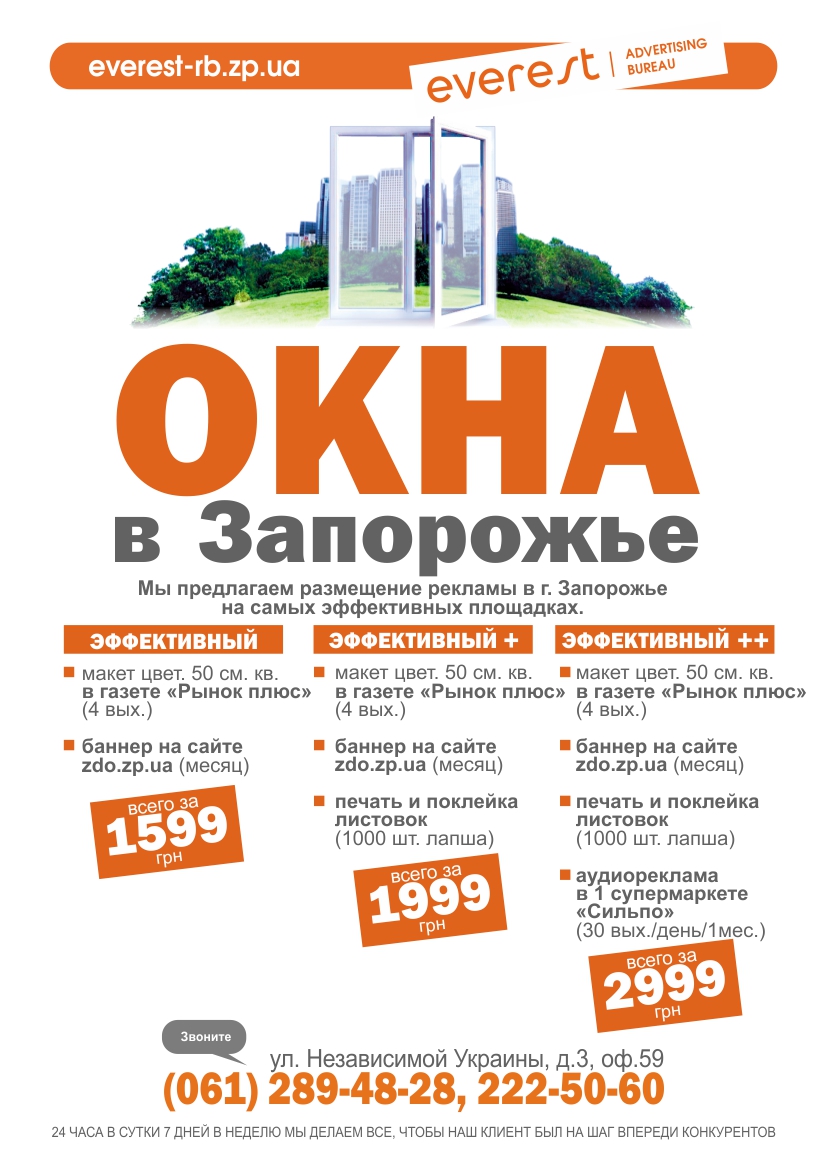 everest-rb.zp.ua
everest | ADVERTISING
BUREAU
ОКНА
в Запорожье
Мы предлагаем размещение рекламы в г. Запорожье
на самых эффективных площадках.
ЭФФЕКТИВНЫЙ
макет цвет. 50 см. кв.
в газете «Рынок плюс»
(4 вых.)
баннер на сайте
zdo.zp.ua (месяц)
всего за
1599
грн
ЭФФЕКТИВНЫЙ +
макет цвет. 50 см. кв.
в газете «Рынок плюс»
(4 вых.)
баннер на сайте
zdo.zp.ua (месяц)
печать и поклейка
листовок
(1000 шт. лапша)
всего за
1999
грн
ЭФФЕКТИВНЫЙ ++
макет цвет. 50 см. кв.
в газете «Рынок плюс»
(4 вых.)
баннер на сайте
zdo.zp.ua (месяц)
печать и поклейка
листовок
(1000 шт. лапша)
аудиореклама
в 1 супермаркете
«Сильпо»
(30 вых./день/1мес.)
всего за
2999
грн
Звоните
ул. Независимой Украины, д.3, оф.59
(061) 289-48-28, 222-50-60
24 ЧАСА В СУТКИ 7 ДНЕЙ В НЕДЕЛЮ МЫ ДЕЛАЕМ ВСЕ, ЧТОБЫ НАШ КЛИЕНТ БЫЛ НА ШАГ ВПЕРЕДИ КОНКУРЕНТОВ